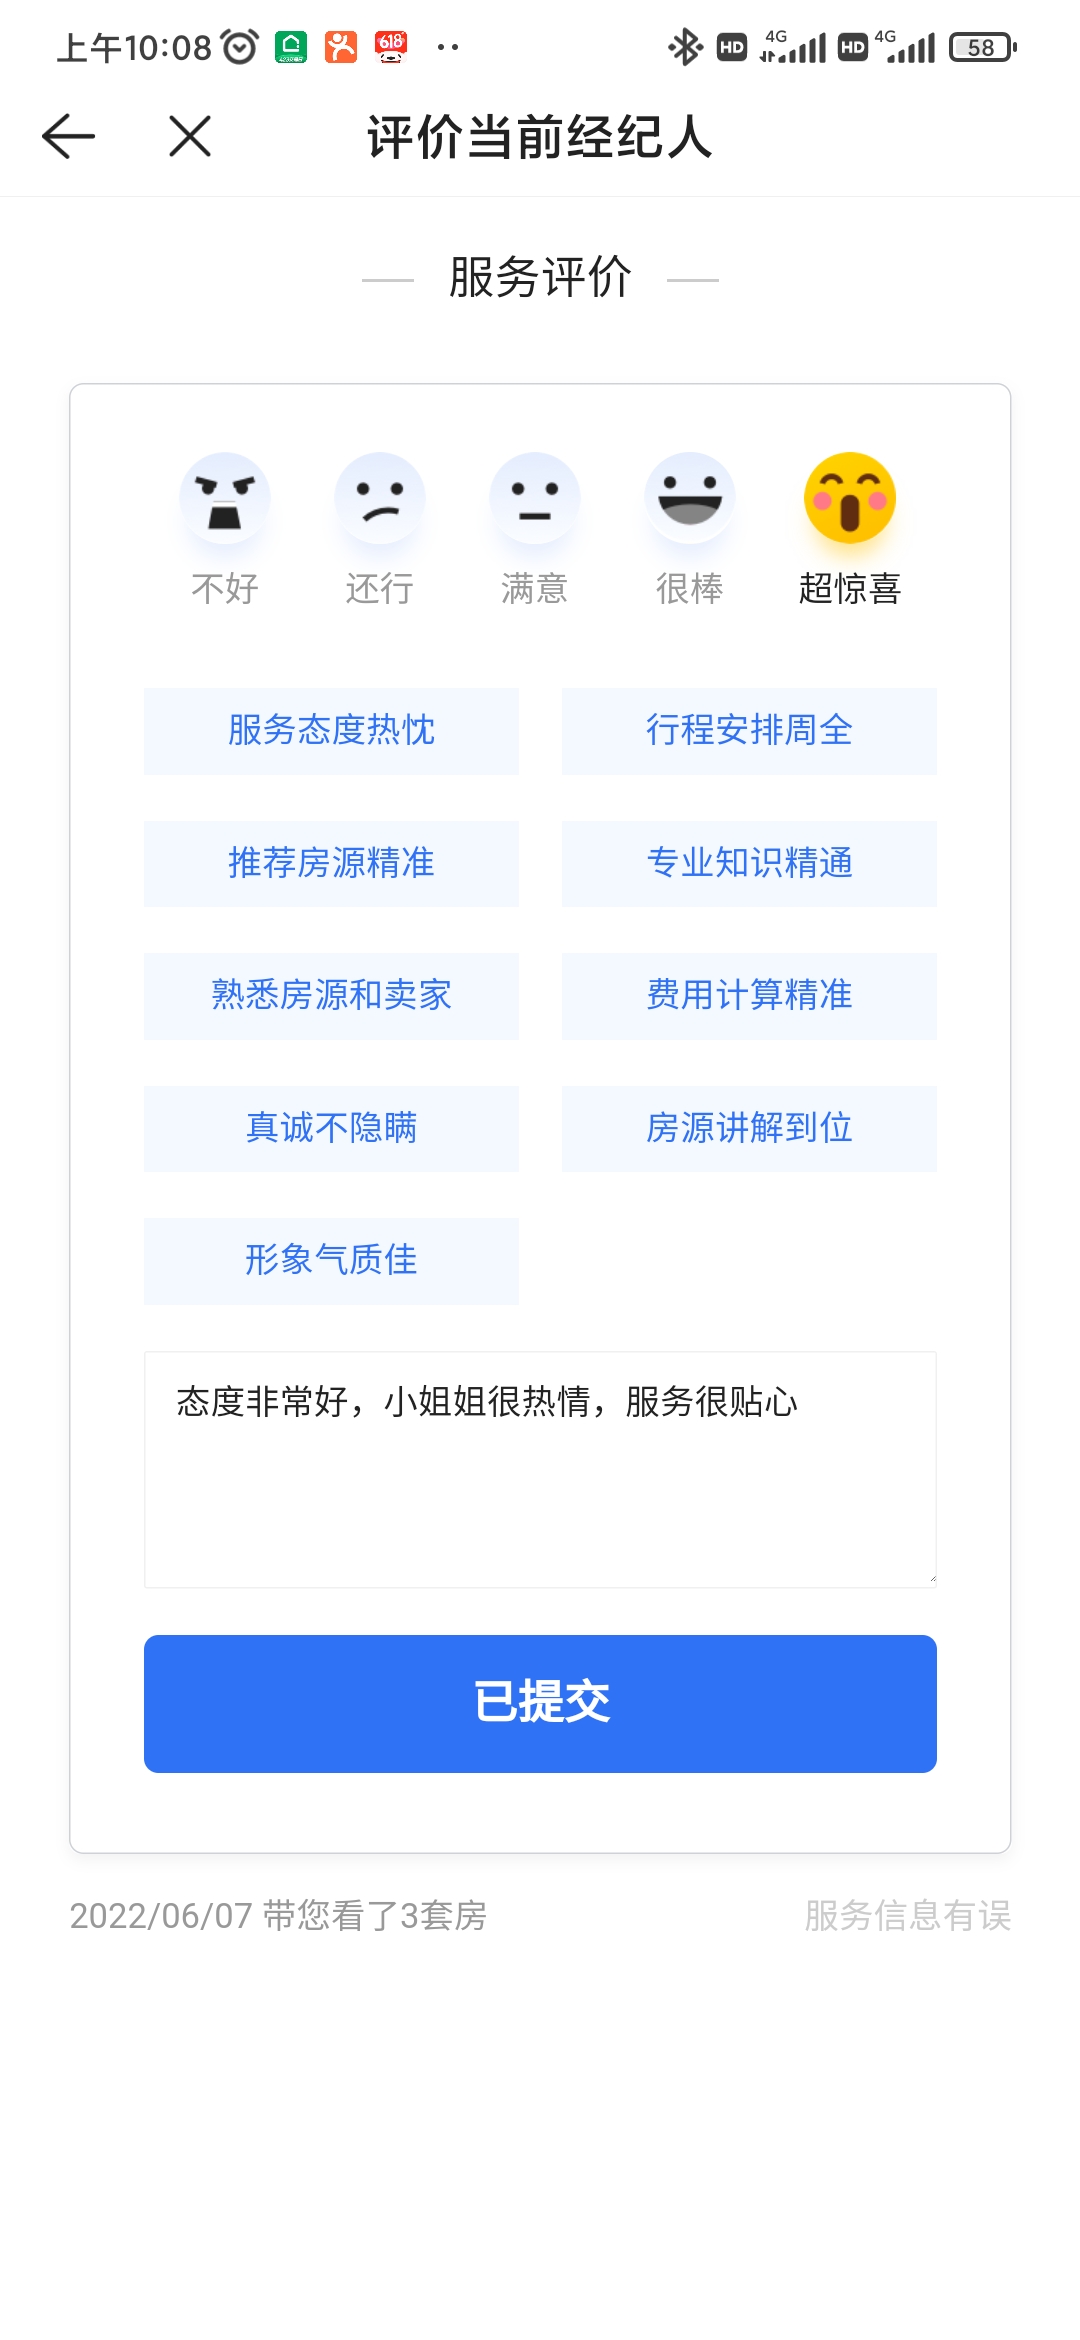 上午10:08
618
HD 4G HD 4G 58
评价当前经纪人
服务评价
不好 还行 满意 很棒 超惊喜
服务态度热忱 行程安排周全
推荐房源精准 专业知识精通
熟悉房源和卖家 费用计算精准
真诚不隐瞒 房源讲解到位
形象气质佳
态度非常好，小姐姐很热情，服务很贴心
已提交
2022/06/07 带您看了3套房 服务信息有误